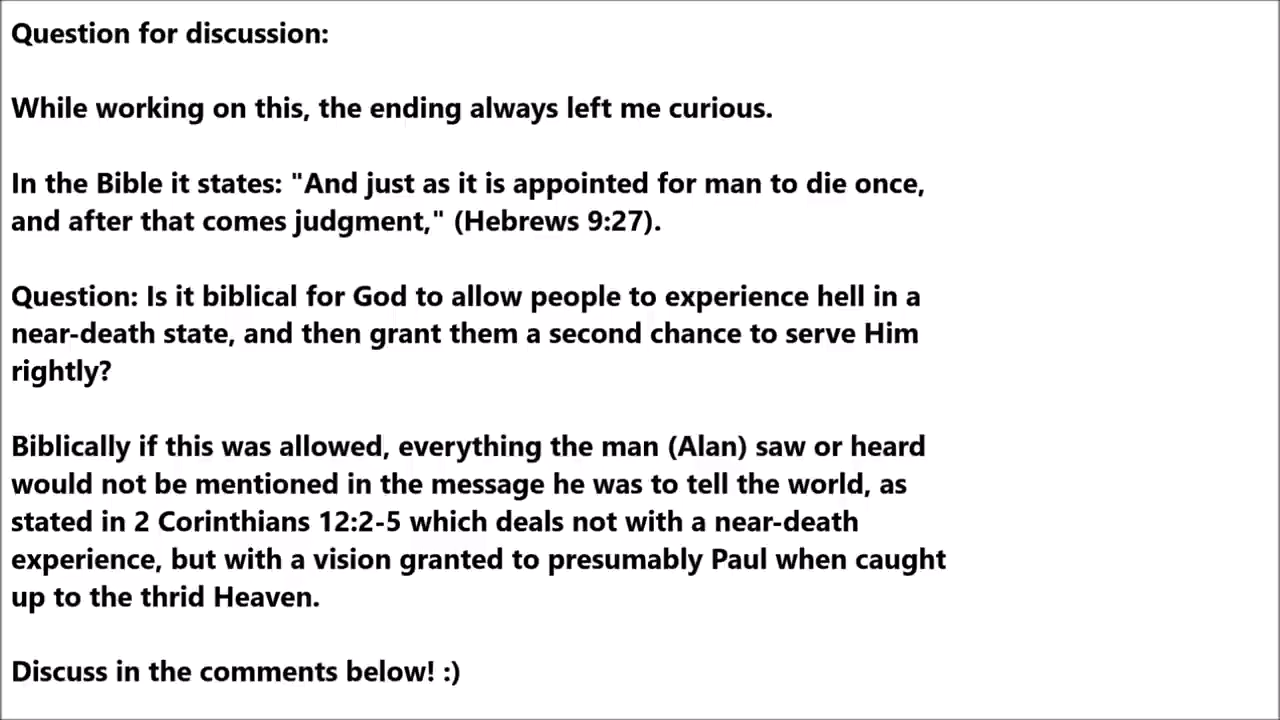 Question for discussion:
While working on this, the ending always left me curious.
In the Bible it states: "And just as it is appointed for man to die once,
and after that comes judgment," (Hebrews 9:27).
Question: Is it biblical for God to allow people to experience hell in a
near-death state, and then grant them a second chance to serve Him
rightly?
Biblically if this was allowed, everything the man (Alan) saw or heard
would not be mentioned in the message he was to tell the world, as
stated in 2 Corinthians 12:2-5 which deals not with a near-death
experience, but with a vision granted to presumably Paul when caught
up to the thrid Heaven.
Discuss in the comments below! :)